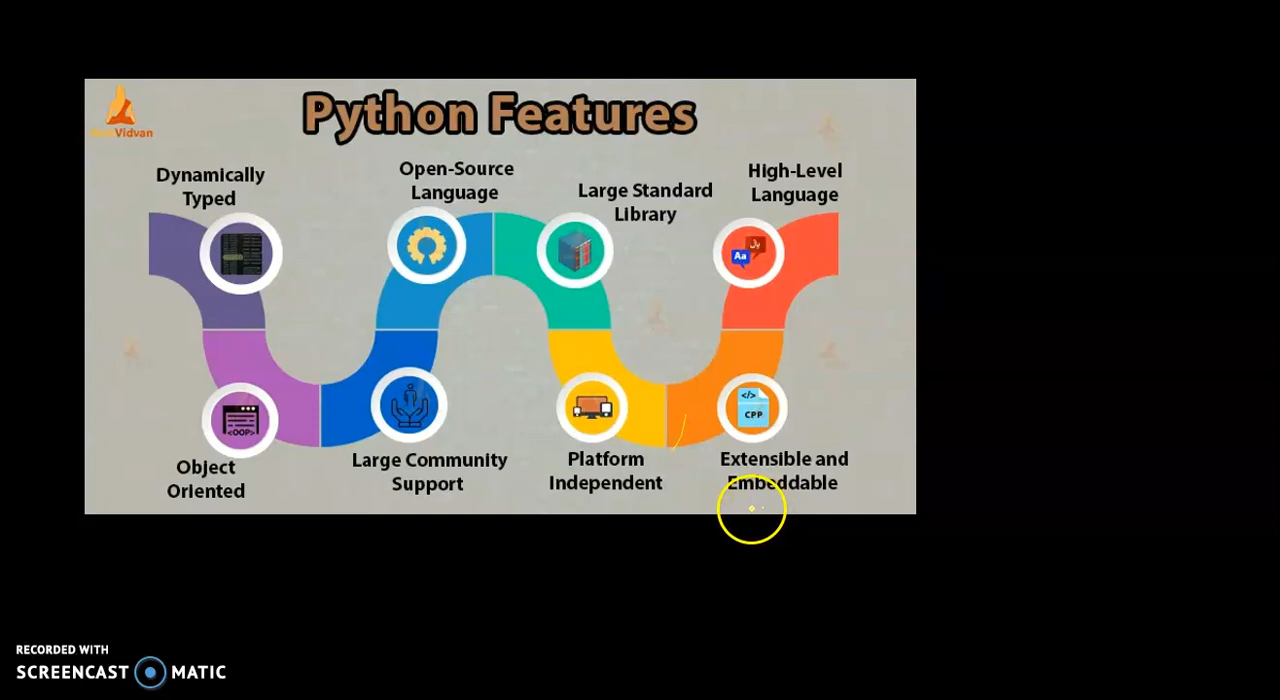 Python Features
Vidvan
Dynamically
Typed
Open-Source
Language
Large Standard
Library
High-Level
Language
Aa
</>
CPP
<OOP>
Object
Oriented
Large Community
Support
Platform
Independent
Extensible and
Embeddable
RECORDED WITH
SCREENCAST MATIC